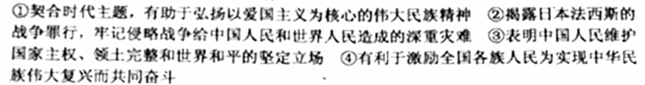 ①契合时代主题，有助于弘扬以爱国主义为核心的伟大民族精神　②揭露日本法西斯的
战争罪行，牢记侵略战争给中国人民和世界人民造成的深重灾难　③表明中国人民维护
国家主权、领土完整和世界和平的坚定立场　④有利于激励全国各族人民为实现中华民
族伟大复兴而共同奋斗